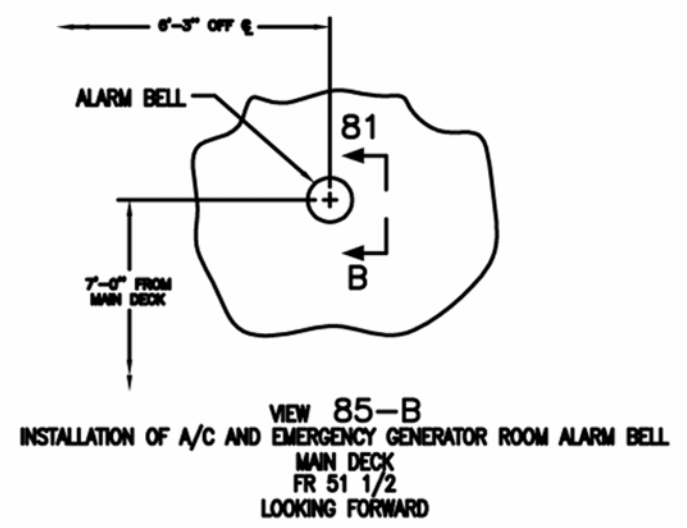 6'-3" OFF ℄
ALARM BELL
81
B
7'-0" FROM
MAIN DECK
VIEW 85-B
INSTALLATION OF A/C AND EMERGENCY GENERATOR ROOM ALARM BELL
MAIN DECK
FR 51 1/2
LOOKING FORWARD